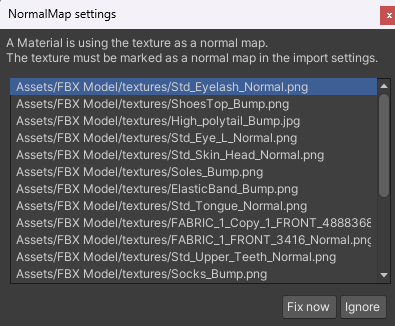 NormalMap settings
A Material is using the texture as a normal map.
The texture must be marked as a normal map in the import settings.
Assets/FBX Model/textures/Std_Eyelash_Normal.png
Assets/FBX Model/textures/ShoesTop_Bump.png
Assets/FBX Model/textures/High_polytail_Bump.jpg
Assets/FBX Model/textures/Std_Eye_L_Normal.png
Assets/FBX Model/textures/Std_Skin_Head_Normal.png
Assets/FBX Model/textures/Soles_Bump.png
Assets/FBX Model/textures/ElasticBand_Bump.png
Assets/FBX Model/textures/Std_Tongue_Normal.png
Assets/FBX Model/textures/FABRIC_1_Copy_1_FRONT_4888368
Assets/FBX Model/textures/FABRIC_1_FRONT_3416_Normal.png
Assets/FBX Model/textures/Std_Upper_Teeth_Normal.png
Assets/FBX Model/textures/Socks_Bump.png
Fix now Ignore